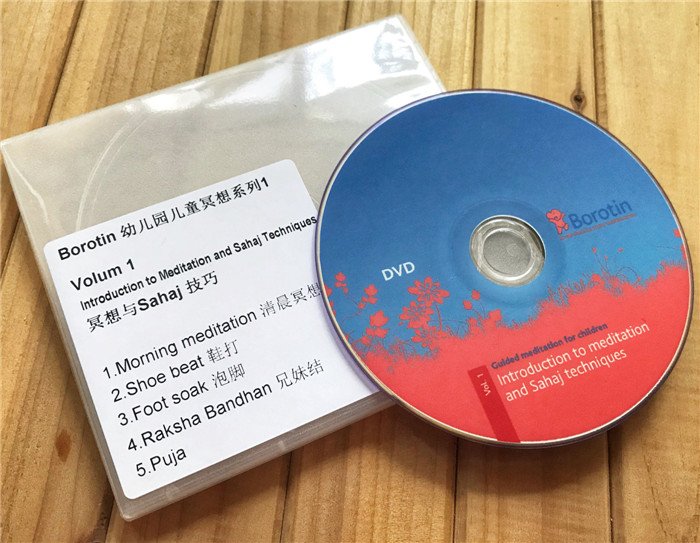 Borotin 幼儿园儿童冥想系列1
Volum 1
Introduction to Meditation and Sahaj Techniques
冥想与Sahaj 技巧
1.Morning meditation 清晨冥想
2.Shoe beat 鞋打
3.Foot soak 泡脚
4.Raksha Bandhan 兄妹结
5.Puja
Borotin
DVD
Guided meditation for children
Vol. 1
Introduction to meditation
and Sahaj techniques